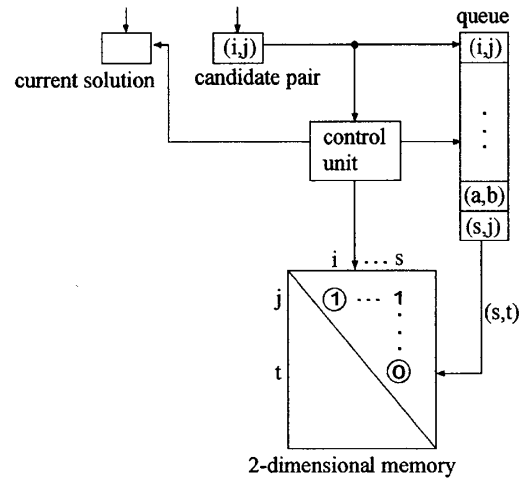 queue
(i,j)
(i,j)
current solution
candidate pair
control
unit
(a,b)
(s,j)
i ... s
j
1 ... 1
(s,t)
t
0
2-dimensional memory